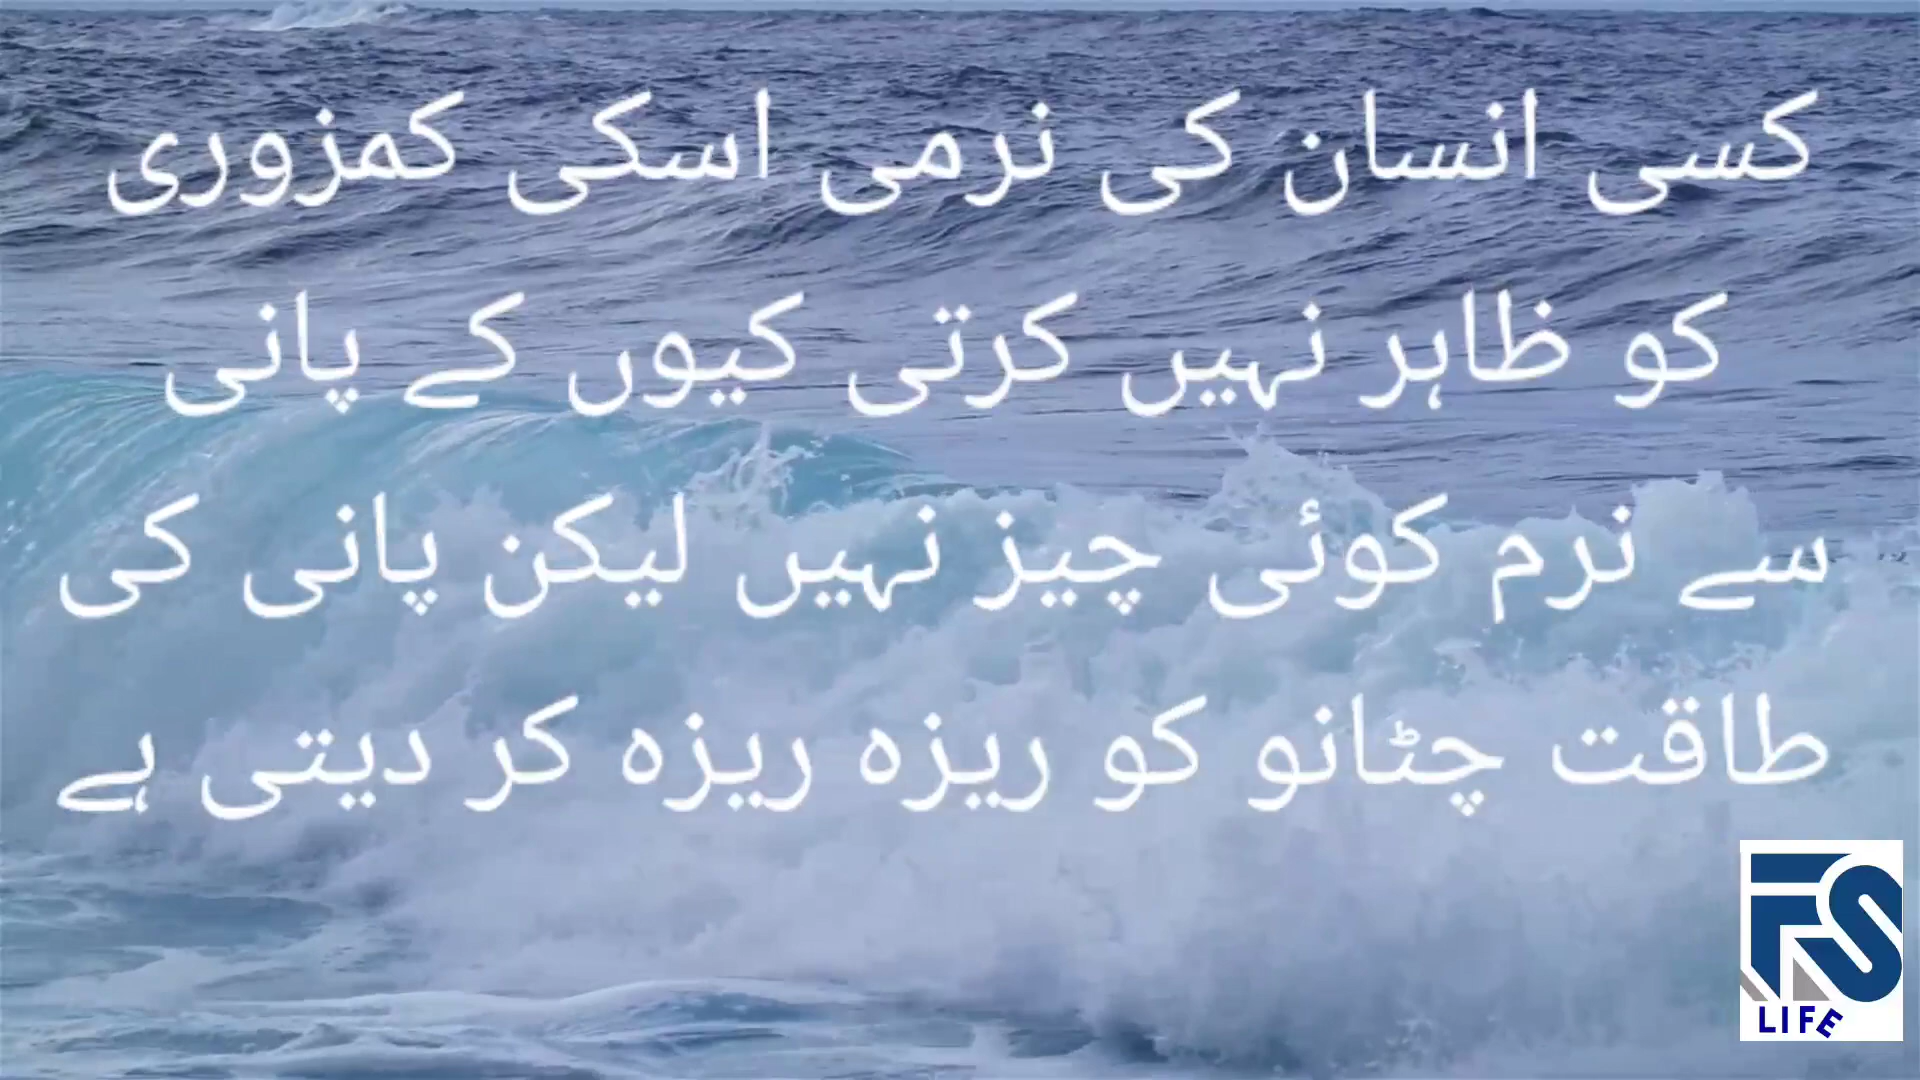 کسی انسان کی نرمی اسکی کمزوری
کو ظاہر نہیں کرتی کیوں کے پانی
سے نرم کوئی چیز نہیں لیکن پانی کی
طاقت چٹانو کو ریزہ ریزہ کر دیتی ہے
FS
LIFE